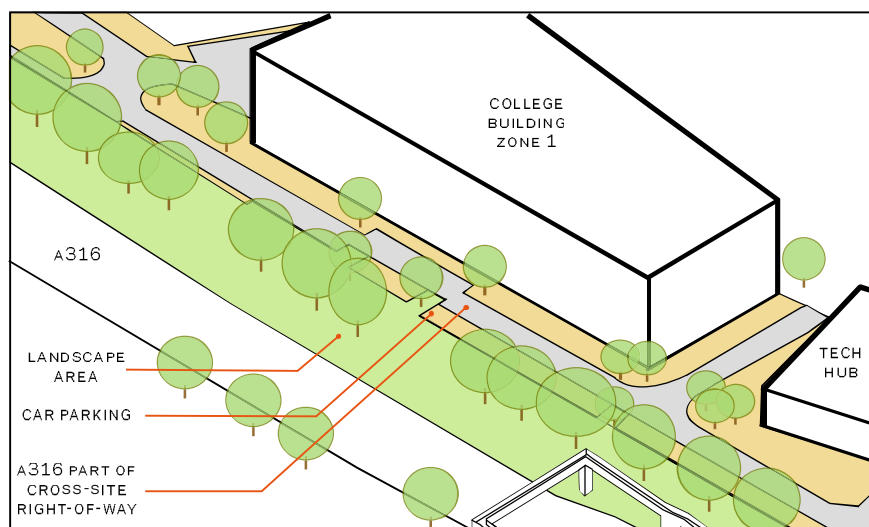 COLLEGE
BUILDING
ZONE 1
A316
TECH
HUB
LANDSCAPE
AREA
CAR PARKING
A316 PART OF
CROSS-SITE
RIGHT-OF-WAY